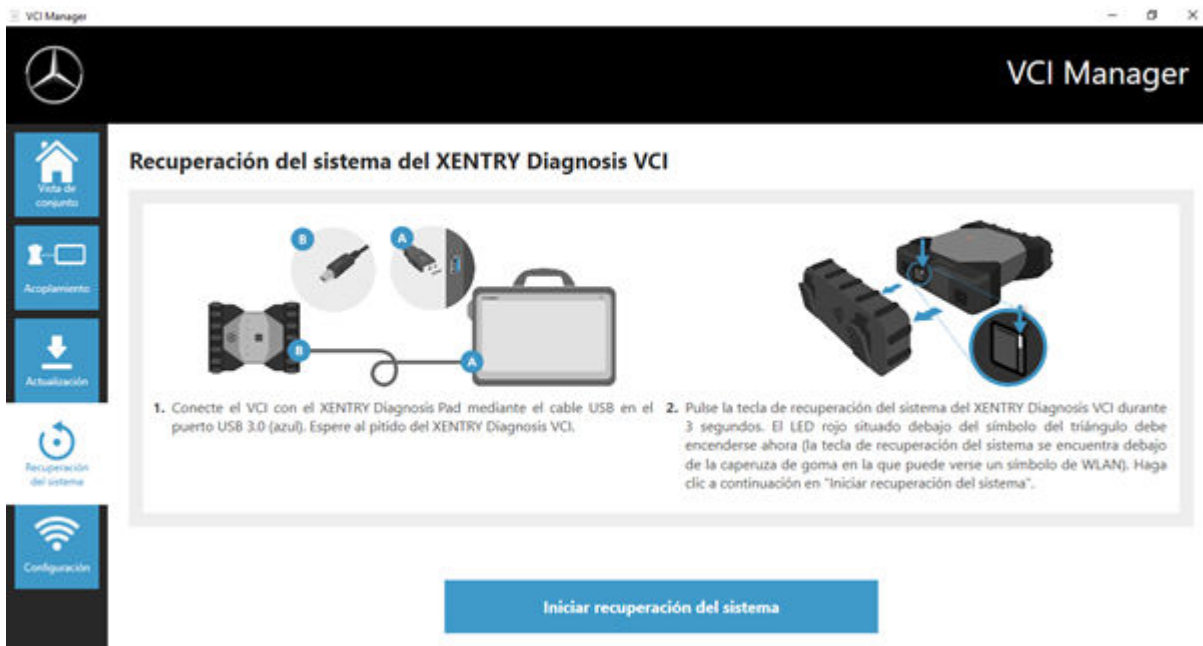 VCI Manager
VCI Manager
Vista de
conjunto
Acoplamiento
Actualización
Recuperación
del sistema
Configuración
Recuperación del sistema del XENTRY Diagnosis VCI
B
A
B
A
1. Conecte el VCI con el XENTRY Diagnosis Pad mediante el cable USB en el
puerto USB 3.0 (azul). Espere al pitido del XENTRY Diagnosis VCI.
2. Pulse la tecla de recuperación del sistema del XENTRY Diagnosis VCI durante
3 segundos. El LED rojo situado debajo del símbolo del triángulo debe
encenderse ahora (la tecla de recuperación del sistema se encuentra debajo
de la caperuza de goma en la que puede verse un símbolo de WLAN). Haga
clic a continuación en "Iniciar recuperación del sistema".
Iniciar recuperación del sistema